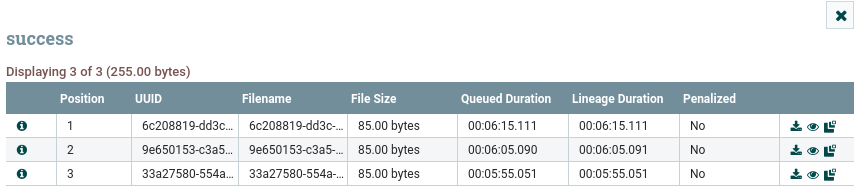 success
Displaying 3 of 3 (255.00 bytes)
Position UUID Filename File Size Queued Duration Lineage Duration Penalized
1 6c208819-dd3c... 6c208819-dd3c-... 85.00 bytes 00:06:15.111 00:06:15.111 No
2 9e650153-c3a5... 9e650153-c3a5-... 85.00 bytes 00:06:05.090 00:06:05.091 No
3 33a27580-554a... 33a27580-554a-... 85.00 bytes 00:05:55.051 00:05:55.051 No